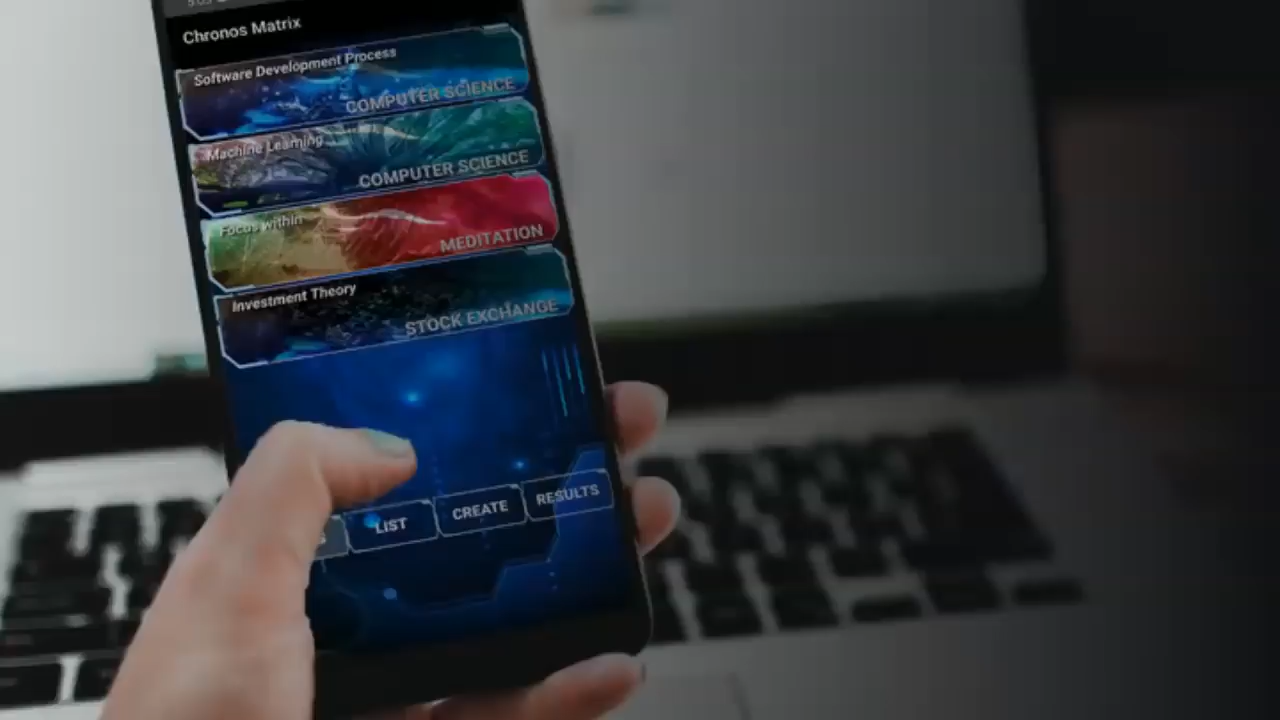 Chronos Matrix
Software Development Process
COMPUTER SCIENCE
Machine Learning
COMPUTER SCIENCE
Focus within
MEDITATION
Investment Theory
STOCK EXCHANGE
LIST
CREATE
RESULTS